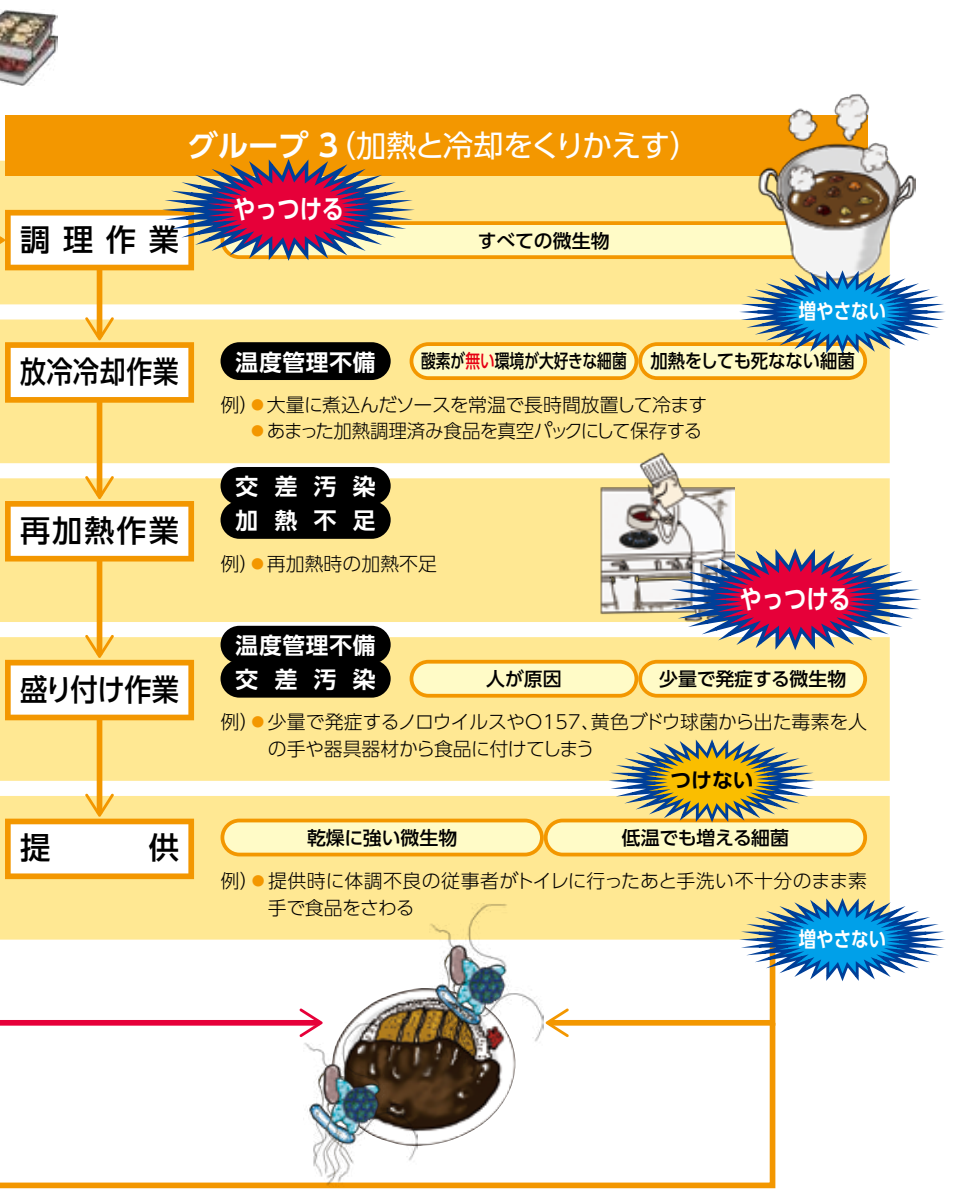 グループ 3（加熱と冷却をくりかえす）
やっつける
調理作業
すべての微生物
増やさない
放冷冷却作業
温度管理不備
酸素が無い環境が大好きな細菌
加熱をしても死なない細菌
例）●大量に煮込んだソースを常温で長時間放置して冷ます
●あまった加熱調理済み食品を真空パックにして保存する
再加熱作業
交差汚染
加熱不足
例）●再加熱時の加熱不足
やっつける
盛り付け作業
温度管理不備
交差汚染
人が原因
少量で発症する微生物
例）●少量で発症するノロウイルスやO157、黄色ブドウ球菌から出た毒素を人
の手や器具器材から食品に付けてしまう
つけない
提供
乾燥に強い微生物
低温でも増える細菌
例）●提供時に体調不良の従事者がトイレに行ったあと手洗い不十分のまま素
手で食品をさわる
増やさない